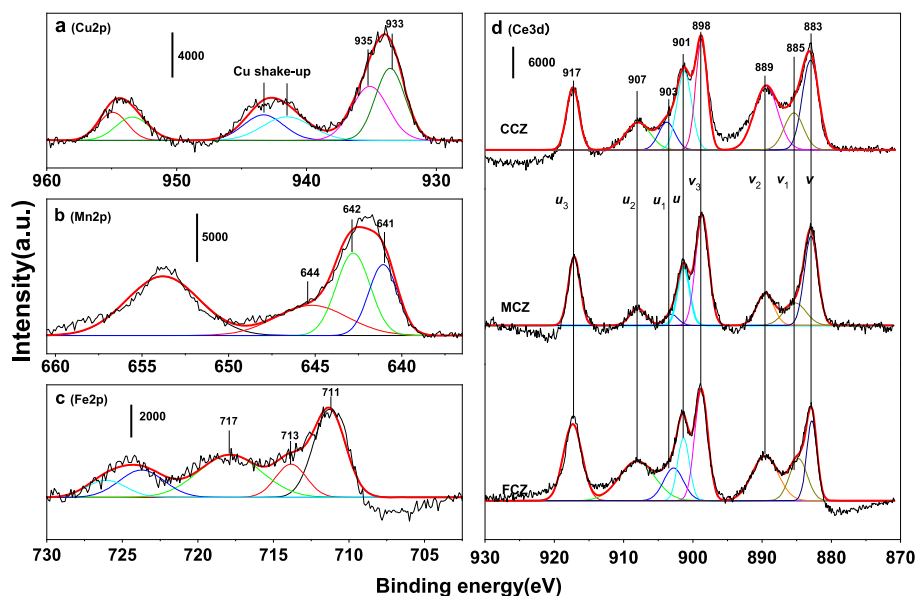 Intensity(a.u.)
a (Cu2p)
4000
Cu shake-up
935
933
960
950
940
930
b (Mn2p)
5000
644
642
641
660
655
650
645
640
c (Fe2p)
2000
717
713
711
730
725
720
715
710
705
d (Ce3d)
6000
917
907
903
901
898
889
885
883
CCZ
u3
u2
u1
u
v3
v2
v1
v
MCZ
FCZ
930
920
910
900
890
880
870
Binding energy(eV)